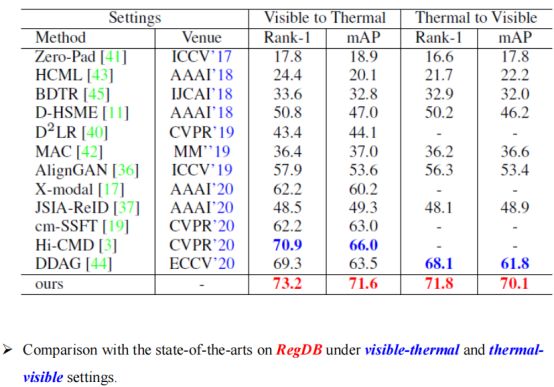 Settings Visible to Thermal Thermal to Visible
Method Venue Rank-1 mAP Rank-1 mAP
Zero-Pad [41] ICCV'17 17.8 18.9 16.6 17.8
HCML [43] AAAI'18 24.4 20.1 21.7 22.2
BDTR [45] IJCAI'18 33.6 32.8 32.9 32.0
D-HSME [11] AAAI'18 50.8 47.0 50.2 46.2
D²LR [40] CVPR'19 43.4 44.1 - -
MAC [42] MM''19 36.4 37.0 36.2 36.6
AlignGAN [36] ICCV'19 57.9 53.6 56.3 53.4
X-modal [17] AAAI'20 62.2 60.2 - -
JSIA-ReID [37] AAAI'20 48.5 49.3 48.1 48.9
cm-SSFT [19] CVPR'20 62.2 63.0 - -
Hi-CMD [3] CVPR'20 70.9 66.0 - -
DDAG [44] ECCV'20 69.3 63.5 68.1 61.8
ours - 73.2 71.6 71.8 70.1
➤ Comparison with the state-of-the-arts on RegDB under visible-thermal and thermal-
visible settings.